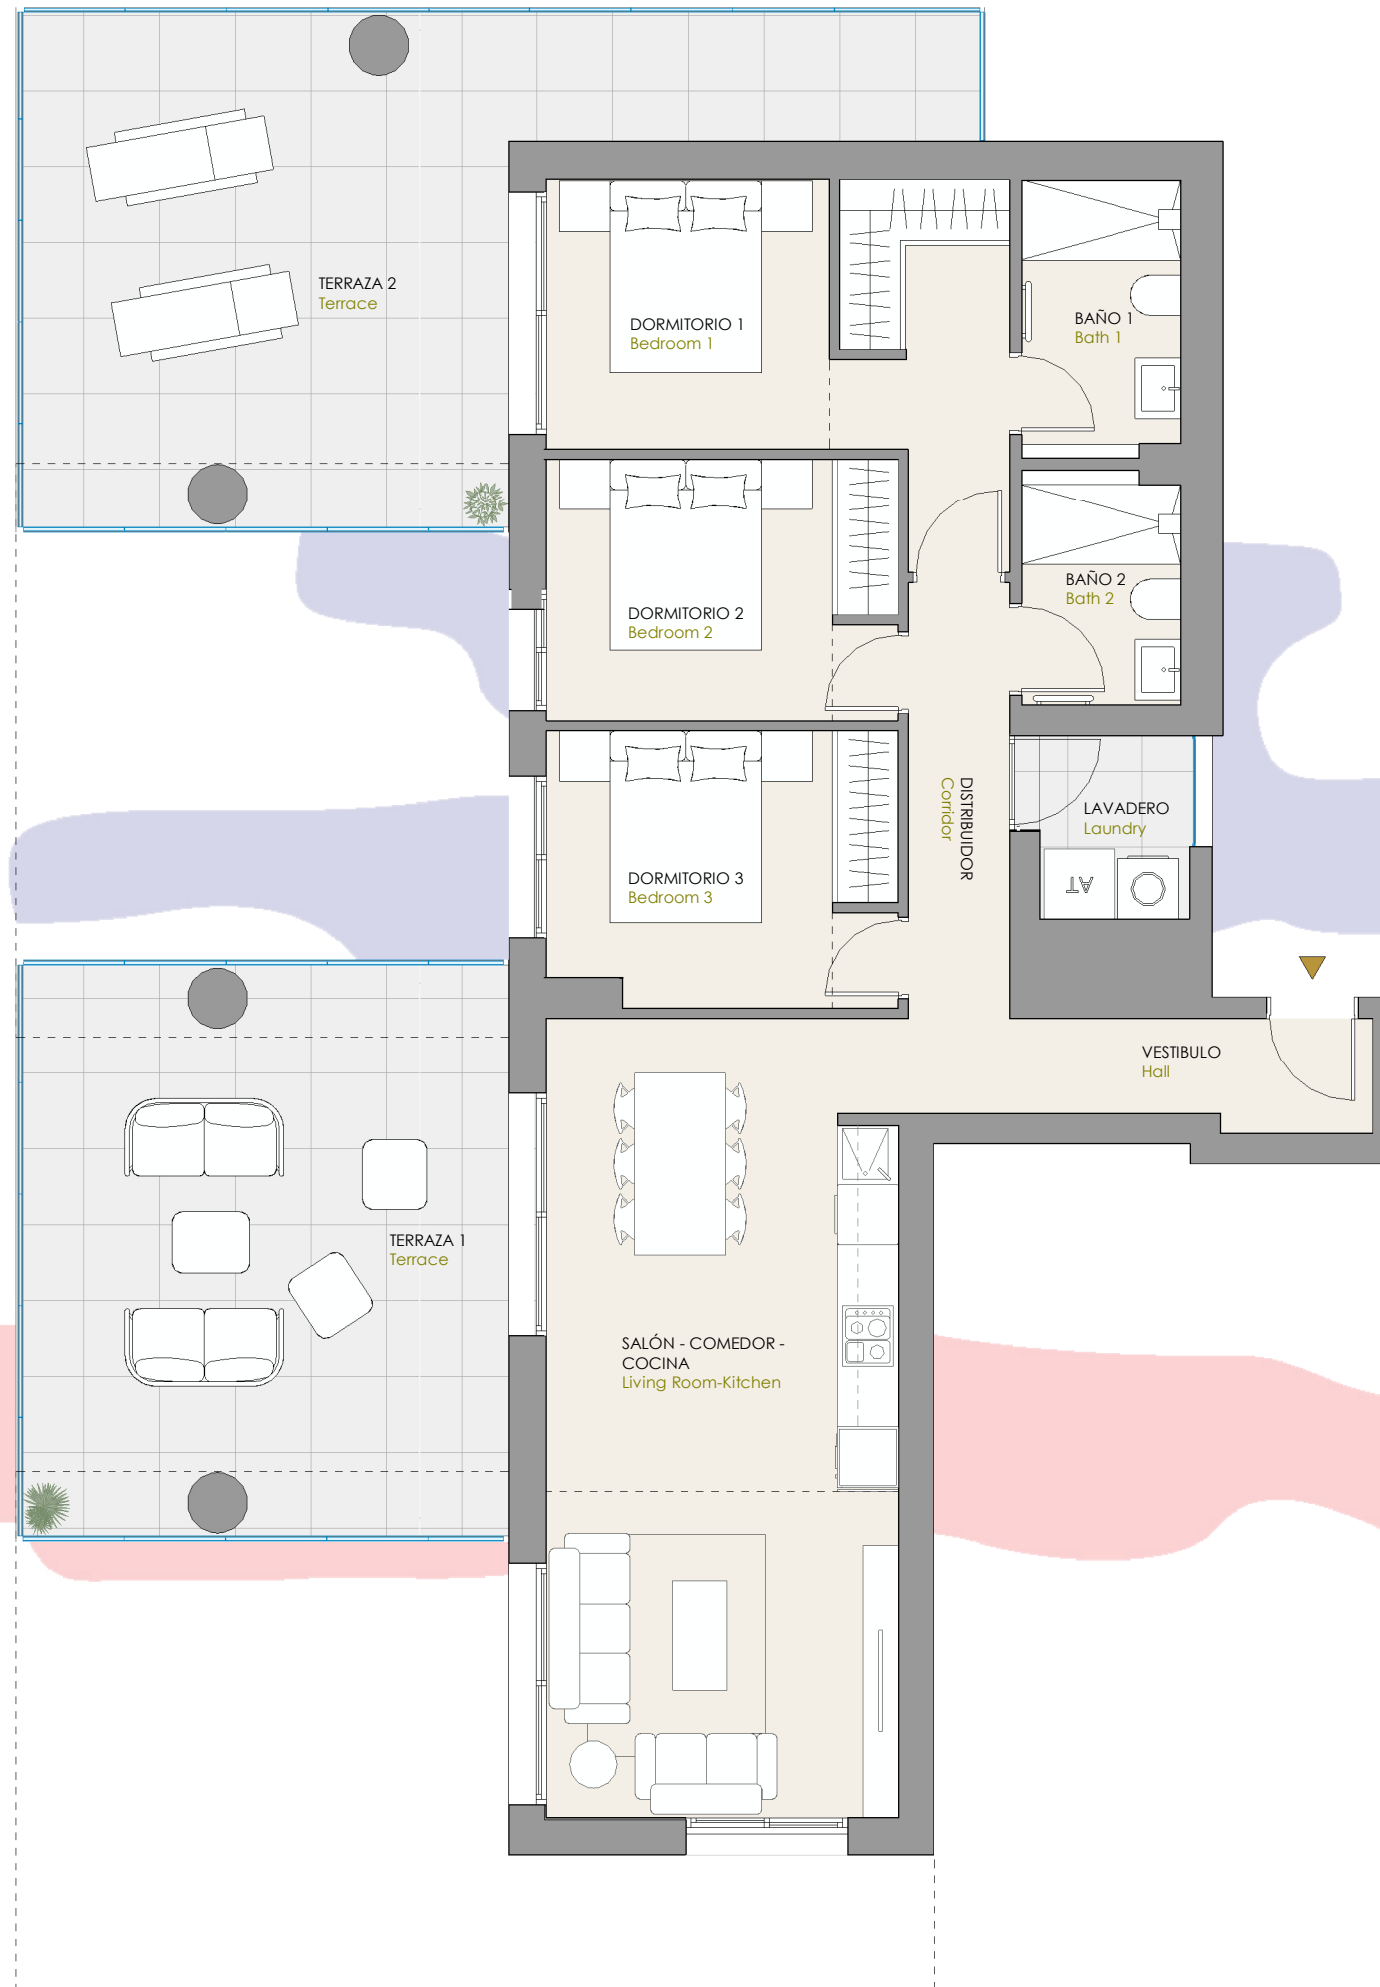 TERRAZA 2
Terrace
DORMITORIO 1
Bedroom 1
BAÑO 1
Bath 1
DORMITORIO 2
Bedroom 2
BAÑO 2
Bath 2
DISTRIBUIDOR
Corridor
LAVADERO
Laundry
AT
DORMITORIO 3
Bedroom 3
VESTIBULO
Hall
TERRAZA 1
Terrace
SALÓN - COMEDOR -
COCINA
Living Room-Kitchen